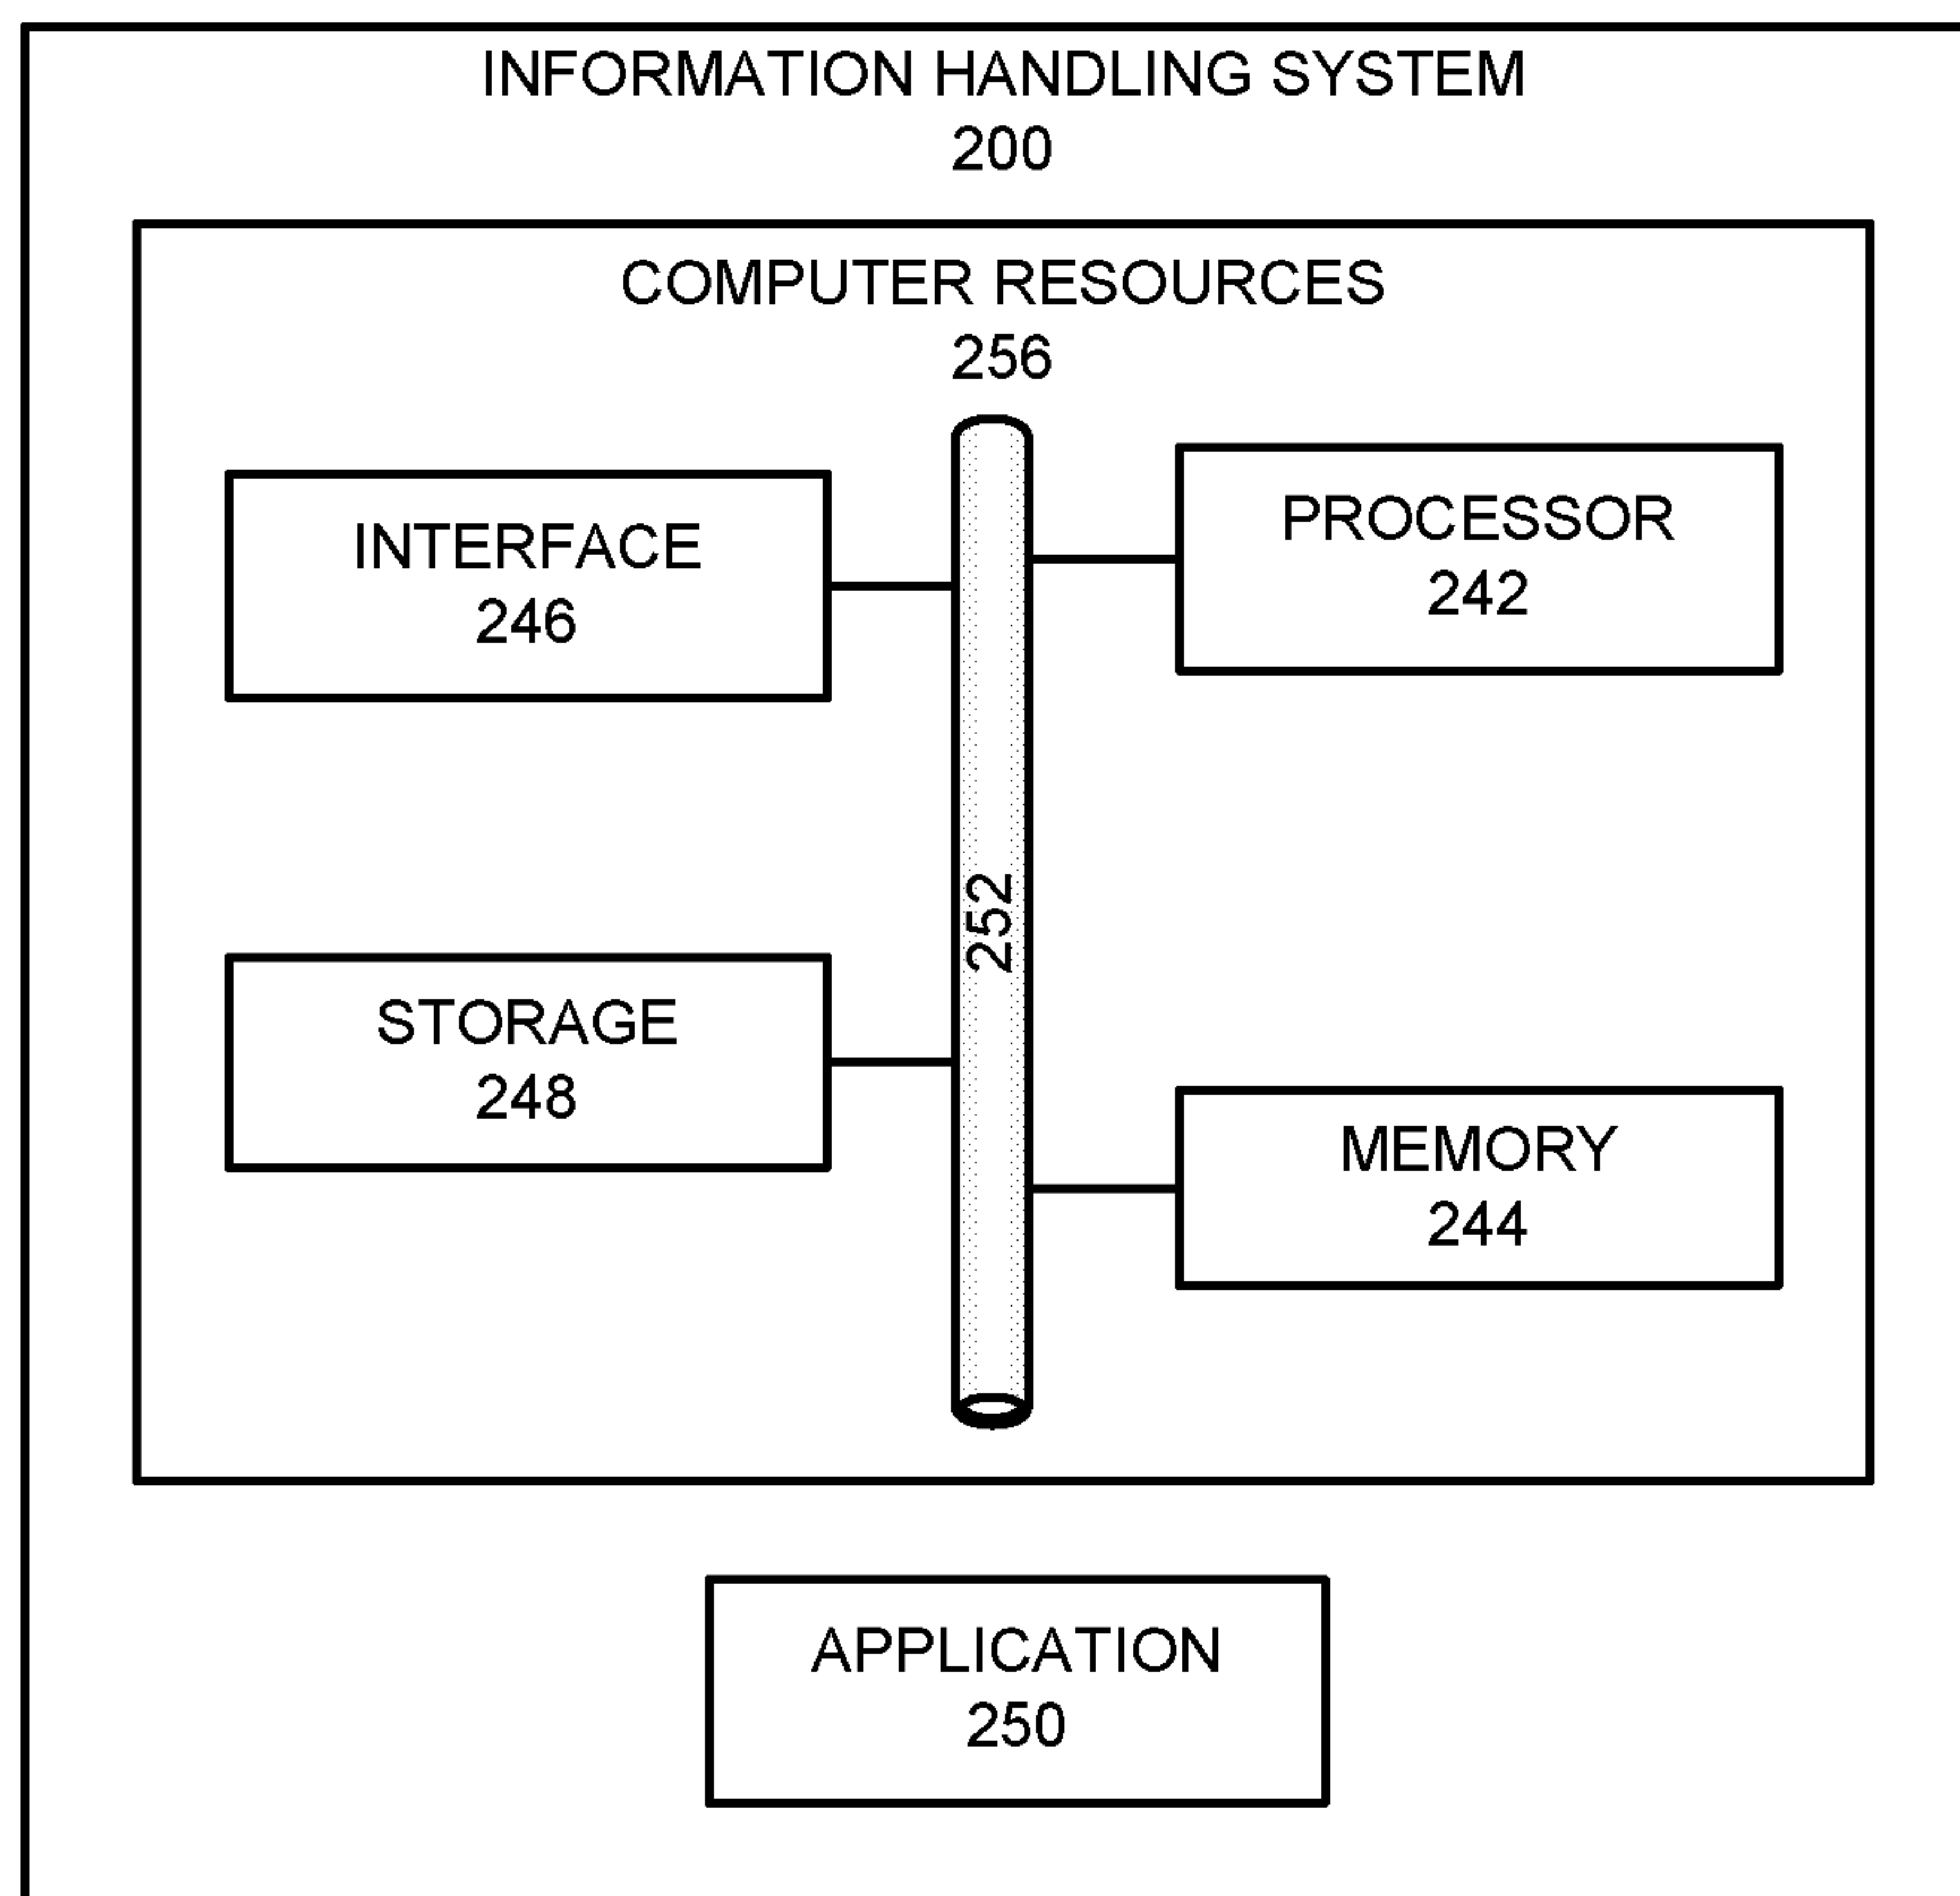 INFORMATION HANDLING SYSTEM
200
COMPUTER RESOURCES
256
INTERFACE
246
PROCESSOR
242
252
STORAGE
248
MEMORY
244
APPLICATION
250